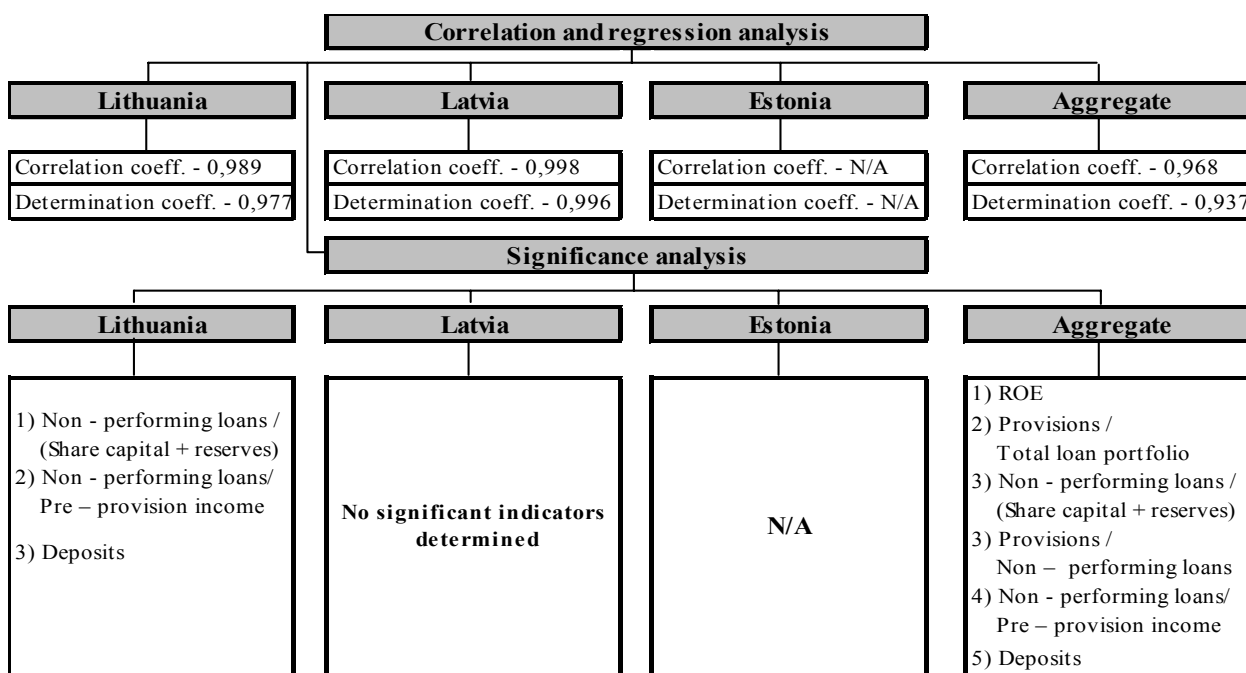 Correlation and regression analysis
Lithuania
Latvia
Estonia
Aggregate
Correlation coeff. - 0,989
Determination coeff. - 0,977
Correlation coeff. - 0,998
Determination coeff. - 0,996
Correlation coeff. - N/A
Determination coeff. - N/A
Correlation coeff. - 0,968
Determination coeff. - 0,937
Significance analysis
Lithuania
Latvia
Estonia
Aggregate
1) Non - performing loans /
(Share capital + reserves)
2) Non - performing loans/
Pre – provision income
3) Deposits
No significant indicators
determined
N/A
1) ROE
2) Provisions /
Total loan portfolio
3) Non - performing loans /
(Share capital + reserves)
3) Provisions /
Non – performing loans
4) Non - performing loans/
Pre – provision income
5) Deposits